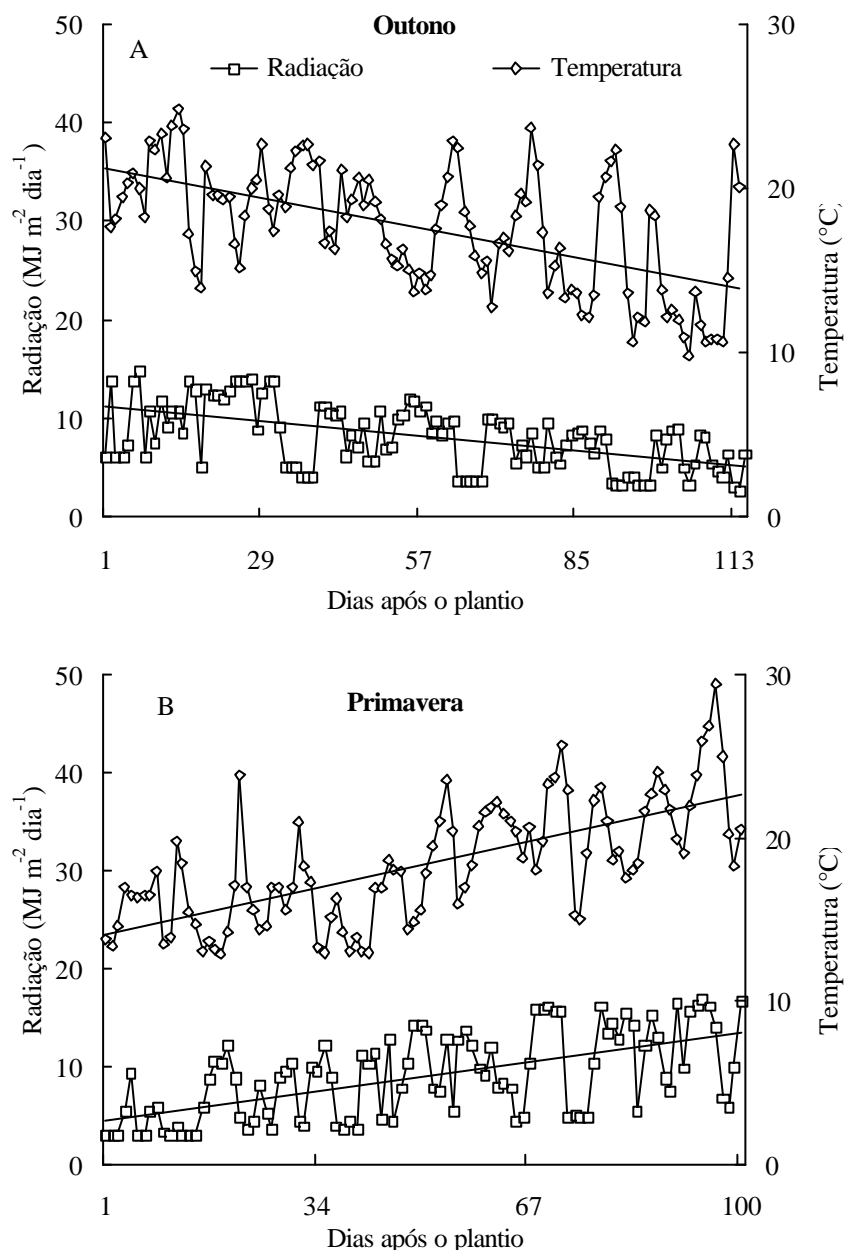 Outono
A
Radiação
Temperatura
50
40
30
20
10
0
30
20
10
0
Radiação (MJ m⁻² dia⁻¹)
Temperatura (°C)
1 29 57 85 113
Dias após o plantio
Primavera
B
50
40
30
20
10
0
30
20
10
0
Radiação (MJ m⁻² dia⁻¹)
Temperatura (°C)
1 34 67 100
Dias após o plantio